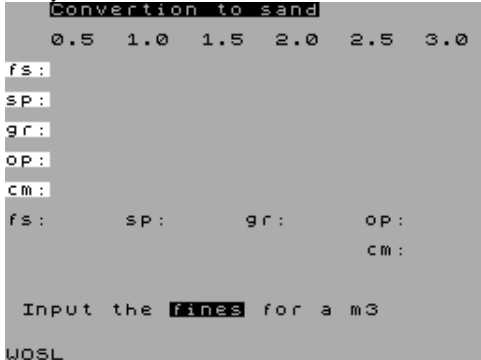 Convertion to sand
0.5 1.0 1.5 2.0 2.5 3.0
fs:
sp:
gr:
op:
cm:
fs: sp: gr: op:
cm:
Input the fines for a m3
WOSL